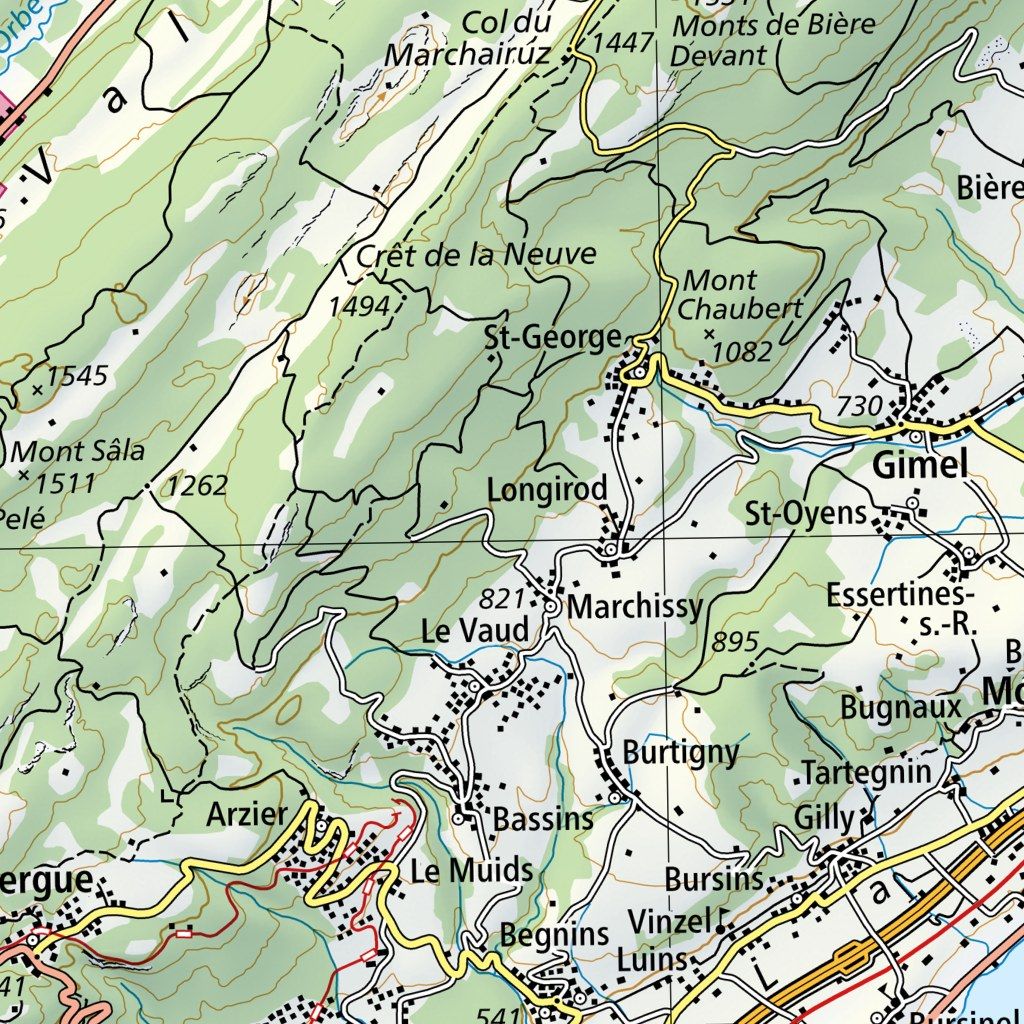 Orbe
V a l
Col du
Marchairuz
1447
Monts de Bière
Devant
Bière
Crêt de la Neuve
1494
Mont
Chaubert
1082
St-George
1545
Mont Sâla
1511
Pelé
1262
730
Gimel
Longirod
St-Oyens
821
Marchissy
Essertines-
s.-R.
Le Vaud
895
Bugnaux
Burtigny
Tartegnin
Gilly
Arzier
Bassins
Le Muids
Bursins
Vinzel
Luins
Begnins
L a
541